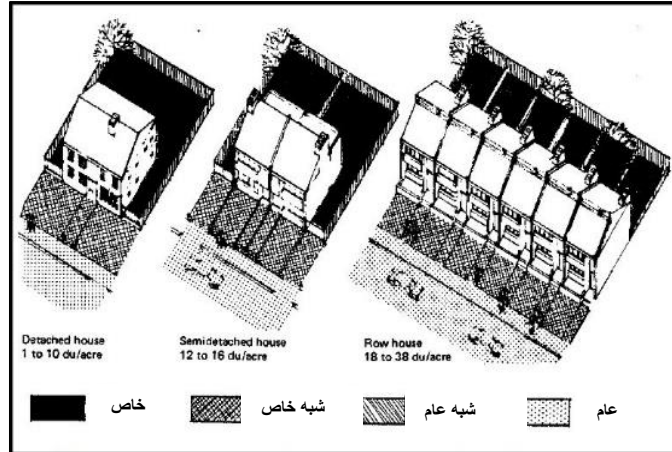 Detached house
1 to 10 du/acre
Semidetached house
12 to 16 du/acre
Row house
18 to 38 du/acre
خاص
شبه خاص
شبه عام
عام